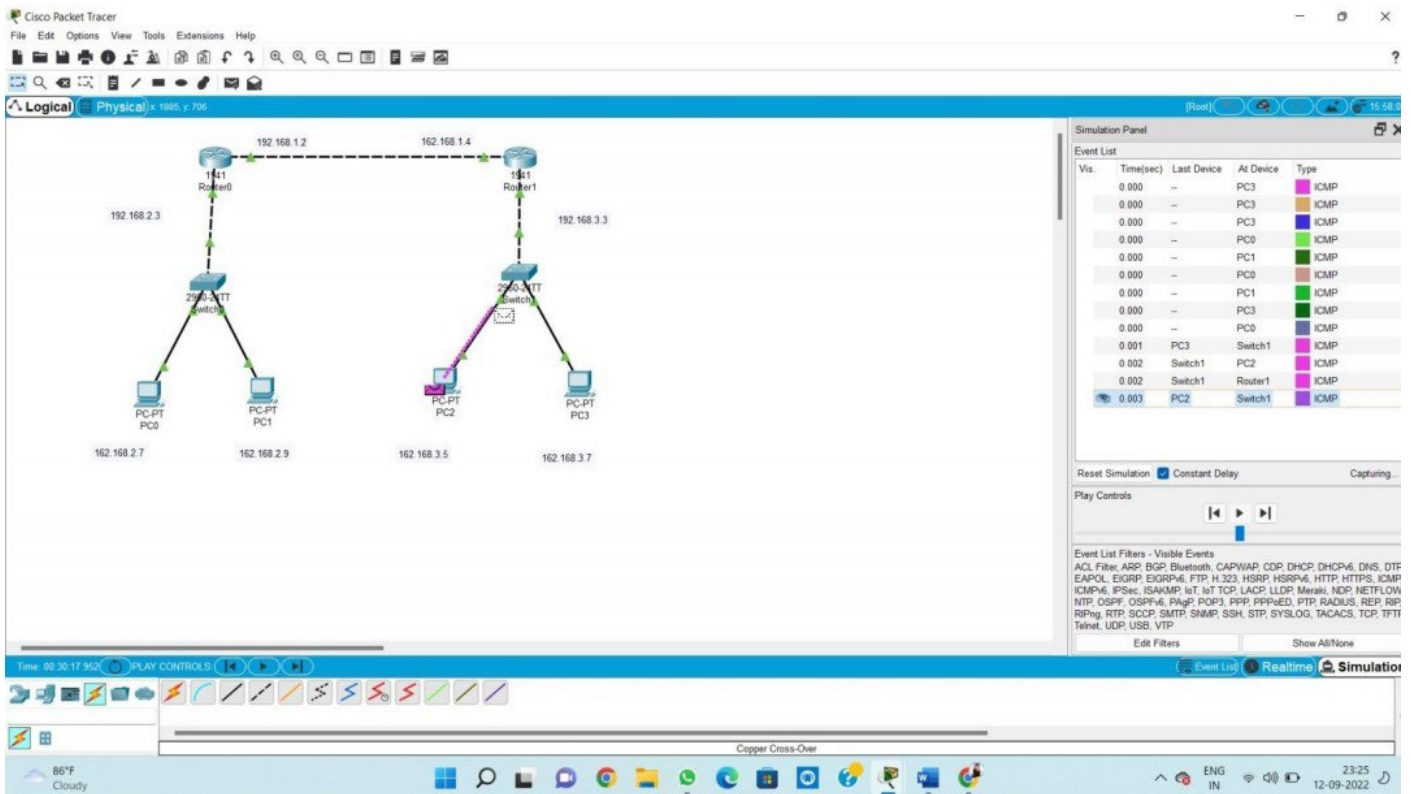 Cisco Packet Tracer
File Edit Options View Tools Extensions Help
?
Logical Physical x: 1885, y: 706
[Root] 15:58:0
192.168.1.2
162.168.1.4
1941
Router0
1941
Router1
192.168.2.3
192.168.3.3
2960-24TT
2960-24TT
PC-PT
PC0
PC-PT
PC1
PC-PT
PC2
PC-PT
PC3
162.168.2.7
162.168.2.9
162.168.3.5
162.168.3.7
Simulation Panel
Event List
Vis. Time(sec) Last Device At Device Type
0.000 -- PC3 ICMP
0.000 -- PC3 ICMP
0.000 -- PC3 ICMP
0.000 -- PC0 ICMP
0.000 -- PC1 ICMP
0.000 -- PC0 ICMP
0.000 -- PC1 ICMP
0.000 -- PC3 ICMP
0.000 -- PC0 ICMP
0.001 PC3 Switch1 ICMP
0.002 Switch1 PC2 ICMP
0.002 Switch1 Router1 ICMP
0.003 PC2 Switch1 ICMP
Reset Simulation Constant Delay Capturing...
Play Controls
Event List Filters - Visible Events
ACL Filter, ARP, BGP, Bluetooth, CAPWAP, CDP, DHCP, DHCPv6, DNS, DTP
EAPOL, EIGRP, EIGRPv6, FTP, H.323, HSRP, HSRPv6, HTTP, HTTPS, ICMP
ICMPv6, IPSec, ISAKMP, IoT, IoT TCP, LACP, LLDP, Meraki, NDP, NETFLOW
NTP, OSPF, OSPFv6, PAgP, POP3, PPP, PPPoED, PTP, RADIUS, REP, RIP
RIPng, RTP, SCCP, SMTP, SNMP, SSH, STP, SYSLOG, TACACS, TCP, TFTP
Telnet, UDP, USB, VTP
Edit Filters Show All/None
Time: 00:30:17.952 PLAY CONTROLS:
Event List Realtime Simulation
Copper Cross-Over
86°F
Cloudy
ENG
IN
23:25
12-09-2022